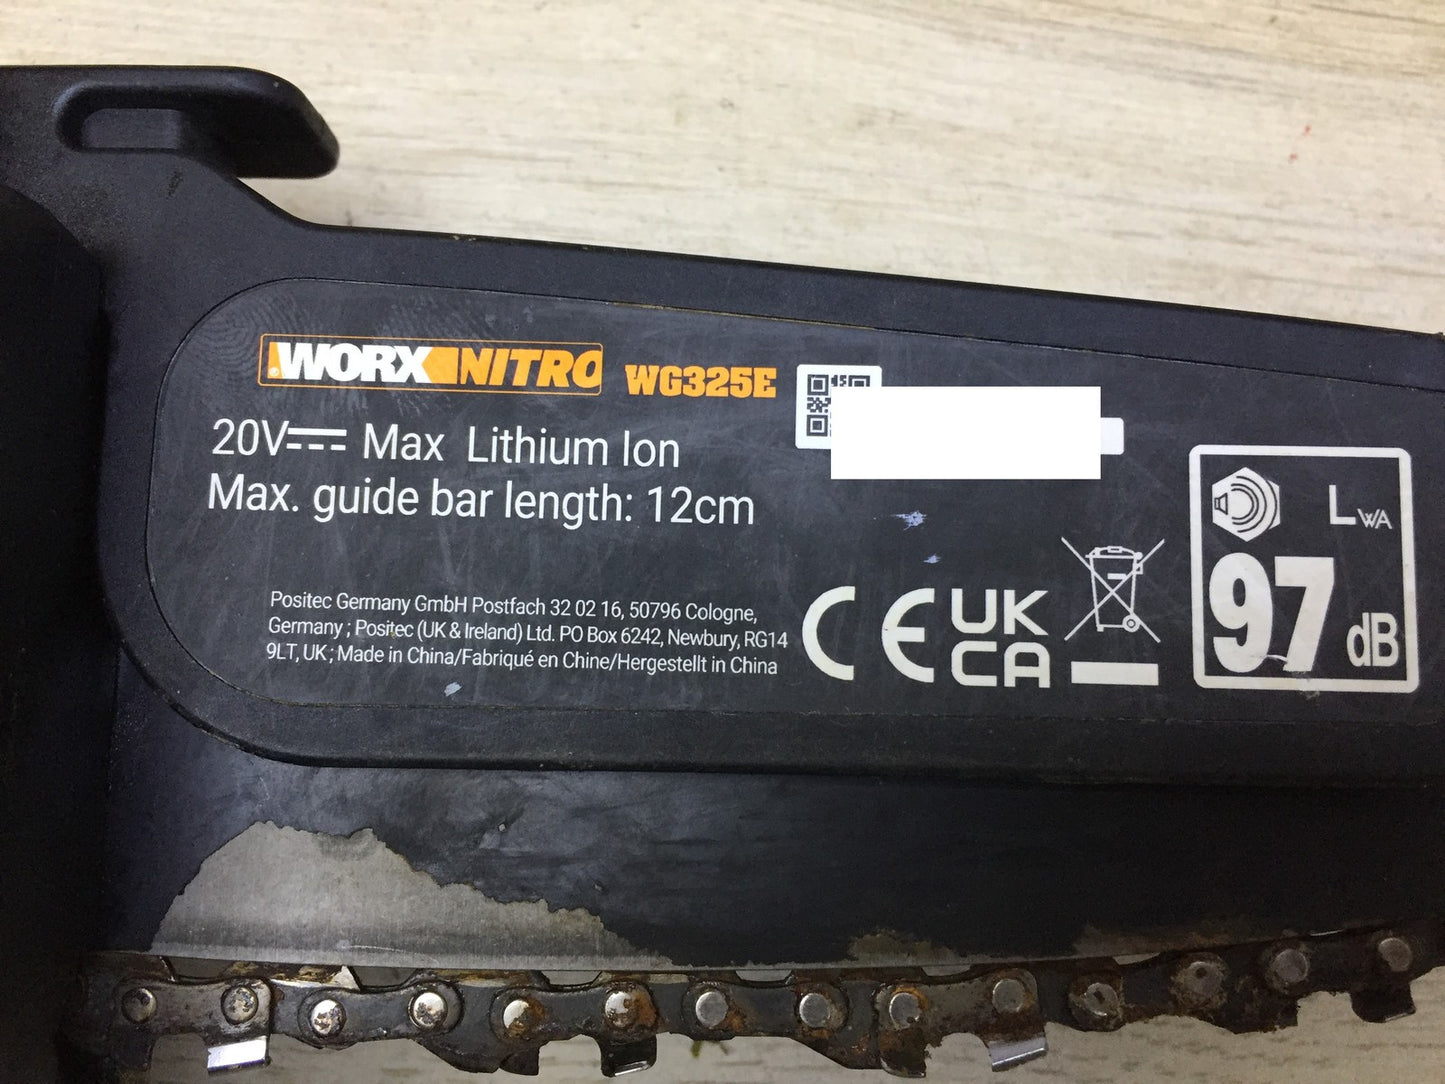 WORX NITRO WG325E
20V Max Lithium Ion
Max. guide bar length: 12cm
Positec Germany GmbH Postfach 32 02 16, 50796 Cologne,
Germany ; Positec (UK & Ireland) Ltd. PO Box 6242, Newbury, RG14
9LT, UK ; Made in China/Fabriqué en Chine/Hergestellt in China
CE
UK
CA
LWA
97
dB